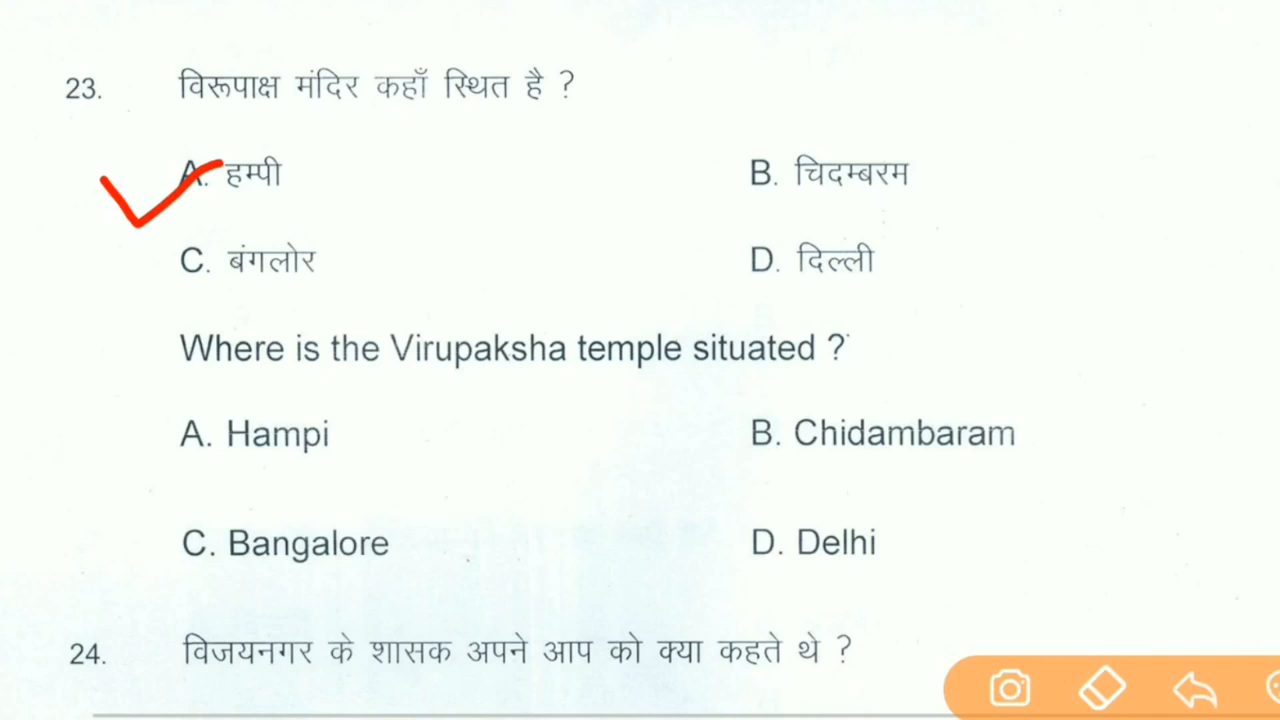 23. विरूपाक्ष मंदिर कहाँ स्थित है ?
A. हम्पी B. चिदम्बरम
C. बंगलोर D. दिल्ली
Where is the Virupaksha temple situated ?
A. Hampi B. Chidambaram
C. Bangalore D. Delhi
24. विजयनगर के शासक अपने आप को क्या कहते थे ?